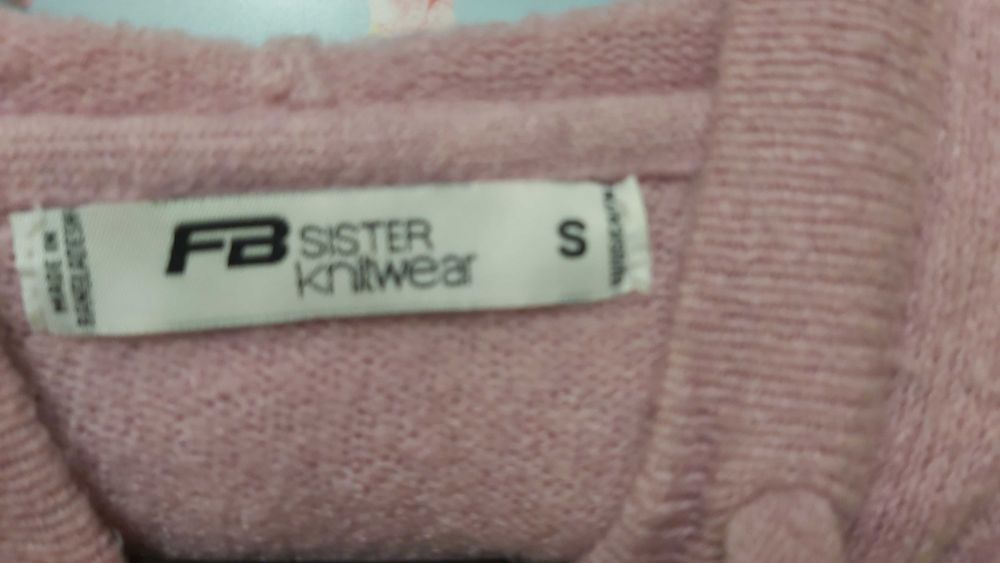 MADE IN
BANGLADESH
FB SISTER
knitwear
S